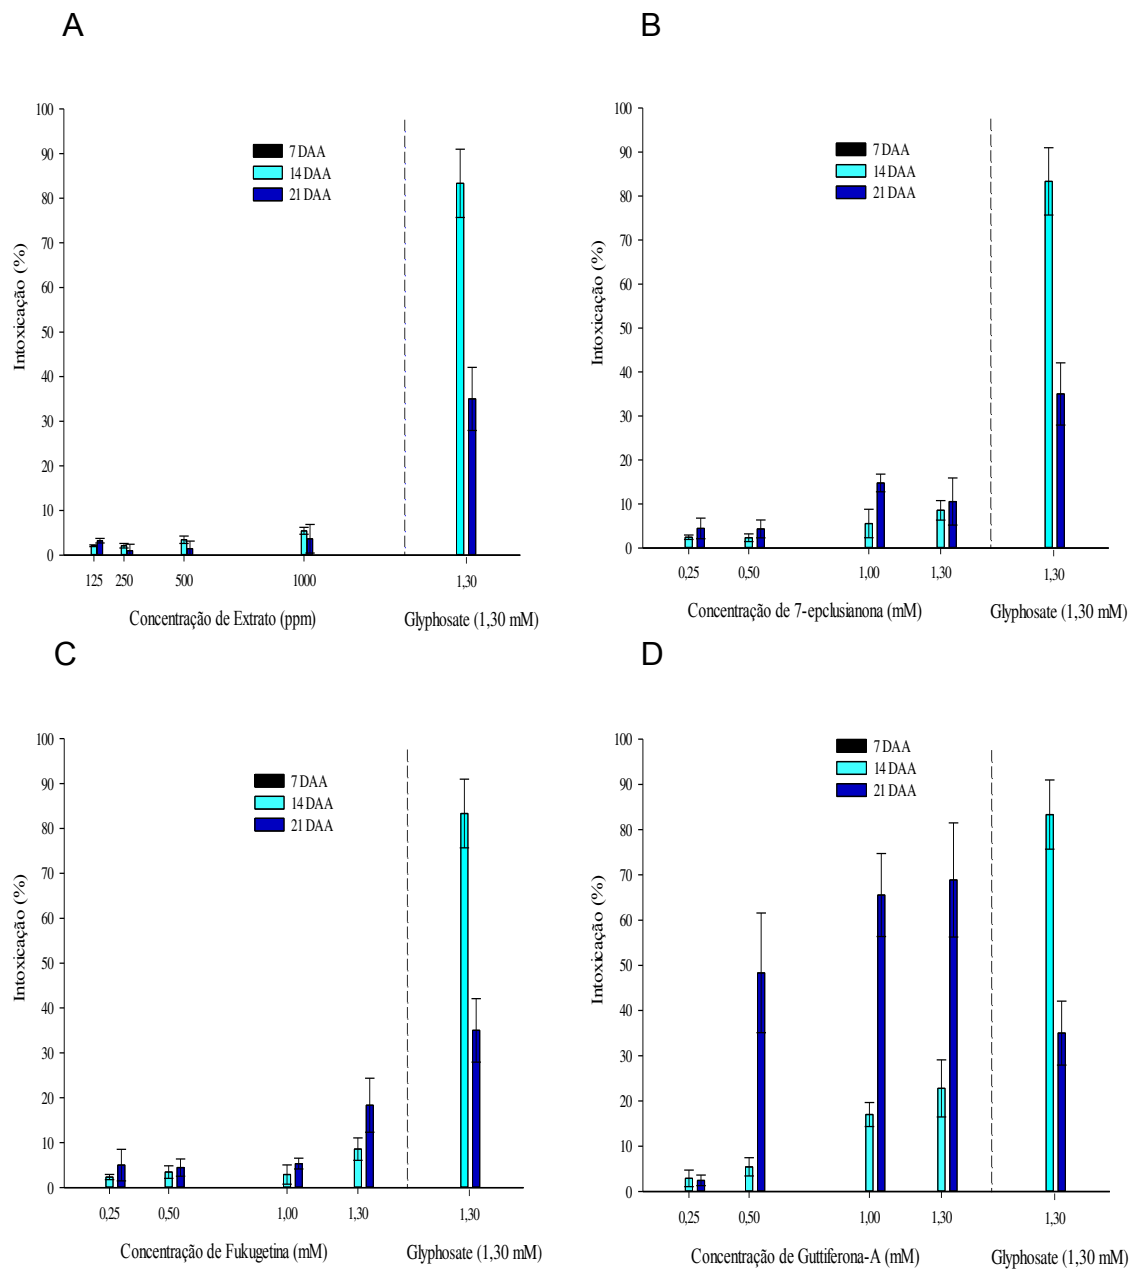 A
100
90
80
70
60
50
40
30
20
10
0
Intoxicação (%)
7 DAA
14 DAA
21 DAA
125 250 500 1000 1,30
Concentração de Extrato (ppm) Glyphosate (1,30 mM)
B
100
90
80
70
60
50
40
30
20
10
0
Intoxicação (%)
7 DAA
14 DAA
21 DAA
0,25 0,50 1,00 1,30 1,30
Concentração de 7-epclusianona (mM) Glyphosate (1,30 mM)
C
100
90
80
70
60
50
40
30
20
10
0
Intoxicação (%)
7 DAA
14 DAA
21 DAA
0,25 0,50 1,00 1,30 1,30
Concentração de Fukugetina (mM) Glyphosate (1,30 mM)
D
100
90
80
70
60
50
40
30
20
10
0
Intoxicação (%)
7 DAA
14 DAA
21 DAA
0,25 0,50 1,00 1,30 1,30
Concentração de Guttiferona-A (mM) Glyphosate (1,30 mM)